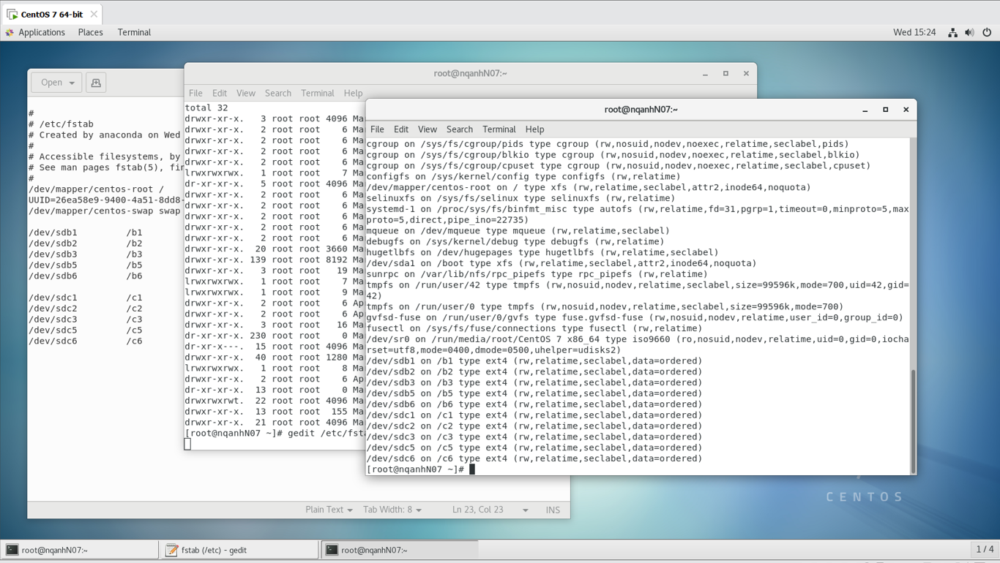 CentOS 7 64-bit
Applications Places Terminal Wed 15:24
Open
#
# /etc/fstab
# Created by anaconda on Wed
#
# Accessible filesystems, by
# See man pages fstab(5), fin
#
/dev/mapper/centos-root /
UUID=26ea58e9-9400-4a51-8dd8-
/dev/mapper/centos-swap swap
/dev/sdb1 /b1
/dev/sdb2 /b2
/dev/sdb3 /b3
/dev/sdb5 /b5
/dev/sdb6 /b6
/dev/sdc1 /c1
/dev/sdc2 /c2
/dev/sdc3 /c3
/dev/sdc5 /c5
/dev/sdc6 /c6
Plain Text Tab Width: 8 Ln 23, Col 23 INS
root@nqanhN07:~
File Edit View Search Terminal Help
total 32
drwxr-xr-x. 3 root root 4096 Ma
drwxr-xr-x. 2 root root 6 Ma
drwxr-xr-x. 2 root root 6 Ma
drwxr-xr-x. 2 root root 6 Ma
drwxr-xr-x. 2 root root 6 Ma
lrwxrwxrwx. 1 root root 7 Ma
dr-xr-xr-x. 5 root root 4096 Ma
drwxr-xr-x. 2 root root 6 Ma
drwxr-xr-x. 2 root root 6 Ma
drwxr-xr-x. 2 root root 6 Ma
drwxr-xr-x. 2 root root 6 Ma
drwxr-xr-x. 2 root root 6 Ma
drwxr-xr-x. 20 root root 3660 Ma
drwxr-xr-x. 139 root root 8192 Ma
drwxr-xr-x. 3 root root 19 Ma
lrwxrwxrwx. 1 root root 7 Ma
lrwxrwxrwx. 1 root root 9 Ma
drwxr-xr-x. 2 root root 6 Ap
drwxr-xr-x. 2 root root 6 Ap
drwxr-xr-x. 3 root root 16 Ma
dr-xr-xr-x. 230 root root 0 Ma
dr-xr-x---. 15 root root 4096 Ma
drwxr-xr-x. 40 root root 1280 Ma
lrwxrwxrwx. 1 root root 8 Ma
drwxr-xr-x. 2 root root 6 Ap
dr-xr-xr-x. 13 root root 0 Ma
drwxrwxrwt. 22 root root 4096 Ma
drwxr-xr-x. 13 root root 155 Ma
drwxr-xr-x. 21 root root 4096 Ma
[root@nqanhN07 ~]# gedit /etc/fsta
root@nqanhN07:~
File Edit View Search Terminal Help
cgroup on /sys/fs/cgroup/pids type cgroup (rw,nosuid,nodev,noexec,relatime,seclabel,pids)
cgroup on /sys/fs/cgroup/blkio type cgroup (rw,nosuid,nodev,noexec,relatime,seclabel,blkio)
cgroup on /sys/fs/cgroup/cpuset type cgroup (rw,nosuid,nodev,noexec,relatime,seclabel,cpuset)
configfs on /sys/kernel/config type configfs (rw,relatime)
/dev/mapper/centos-root on / type xfs (rw,relatime,seclabel,attr2,inode64,noquota)
selinuxfs on /sys/fs/selinux type selinuxfs (rw,relatime)
systemd-1 on /proc/sys/fs/binfmt_misc type autofs (rw,relatime,fd=31,pgrp=1,timeout=0,minproto=5,max
proto=5,direct,pipe_ino=22735)
mqueue on /dev/mqueue type mqueue (rw,relatime,seclabel)
debugfs on /sys/kernel/debug type debugfs (rw,relatime)
hugetlbfs on /dev/hugepages type hugetlbfs (rw,relatime,seclabel)
/dev/sda1 on /boot type xfs (rw,relatime,seclabel,attr2,inode64,noquota)
sunrpc on /var/lib/nfs/rpc_pipefs type rpc_pipefs (rw,relatime)
tmpfs on /run/user/42 type tmpfs (rw,nosuid,nodev,relatime,seclabel,size=99596k,mode=700,uid=42,gid=
42)
tmpfs on /run/user/0 type tmpfs (rw,nosuid,nodev,relatime,seclabel,size=99596k,mode=700)
gvfsd-fuse on /run/user/0/gvfs type fuse.gvfsd-fuse (rw,nosuid,nodev,relatime,user_id=0,group_id=0)
fusectl on /sys/fs/fuse/connections type fusectl (rw,relatime)
/dev/sr0 on /run/media/root/CentOS 7 x86_64 type iso9660 (ro,nosuid,nodev,relatime,uid=0,gid=0,iocha
rset=utf8,mode=0400,dmode=0500,uhelper=udisks2)
/dev/sdb1 on /b1 type ext4 (rw,relatime,seclabel,data=ordered)
/dev/sdb2 on /b2 type ext4 (rw,relatime,seclabel,data=ordered)
/dev/sdb3 on /b3 type ext4 (rw,relatime,seclabel,data=ordered)
/dev/sdb5 on /b5 type ext4 (rw,relatime,seclabel,data=ordered)
/dev/sdb6 on /b6 type ext4 (rw,relatime,seclabel,data=ordered)
/dev/sdc1 on /c1 type ext4 (rw,relatime,seclabel,data=ordered)
/dev/sdc2 on /c2 type ext4 (rw,relatime,seclabel,data=ordered)
/dev/sdc3 on /c3 type ext4 (rw,relatime,seclabel,data=ordered)
/dev/sdc5 on /c5 type ext4 (rw,relatime,seclabel,data=ordered)
/dev/sdc6 on /c6 type ext4 (rw,relatime,seclabel,data=ordered)
[root@nqanhN07 ~]#
CENTOS
root@nqanhN07:~ fstab (/etc) - gedit root@nqanhN07:~ 1 / 4